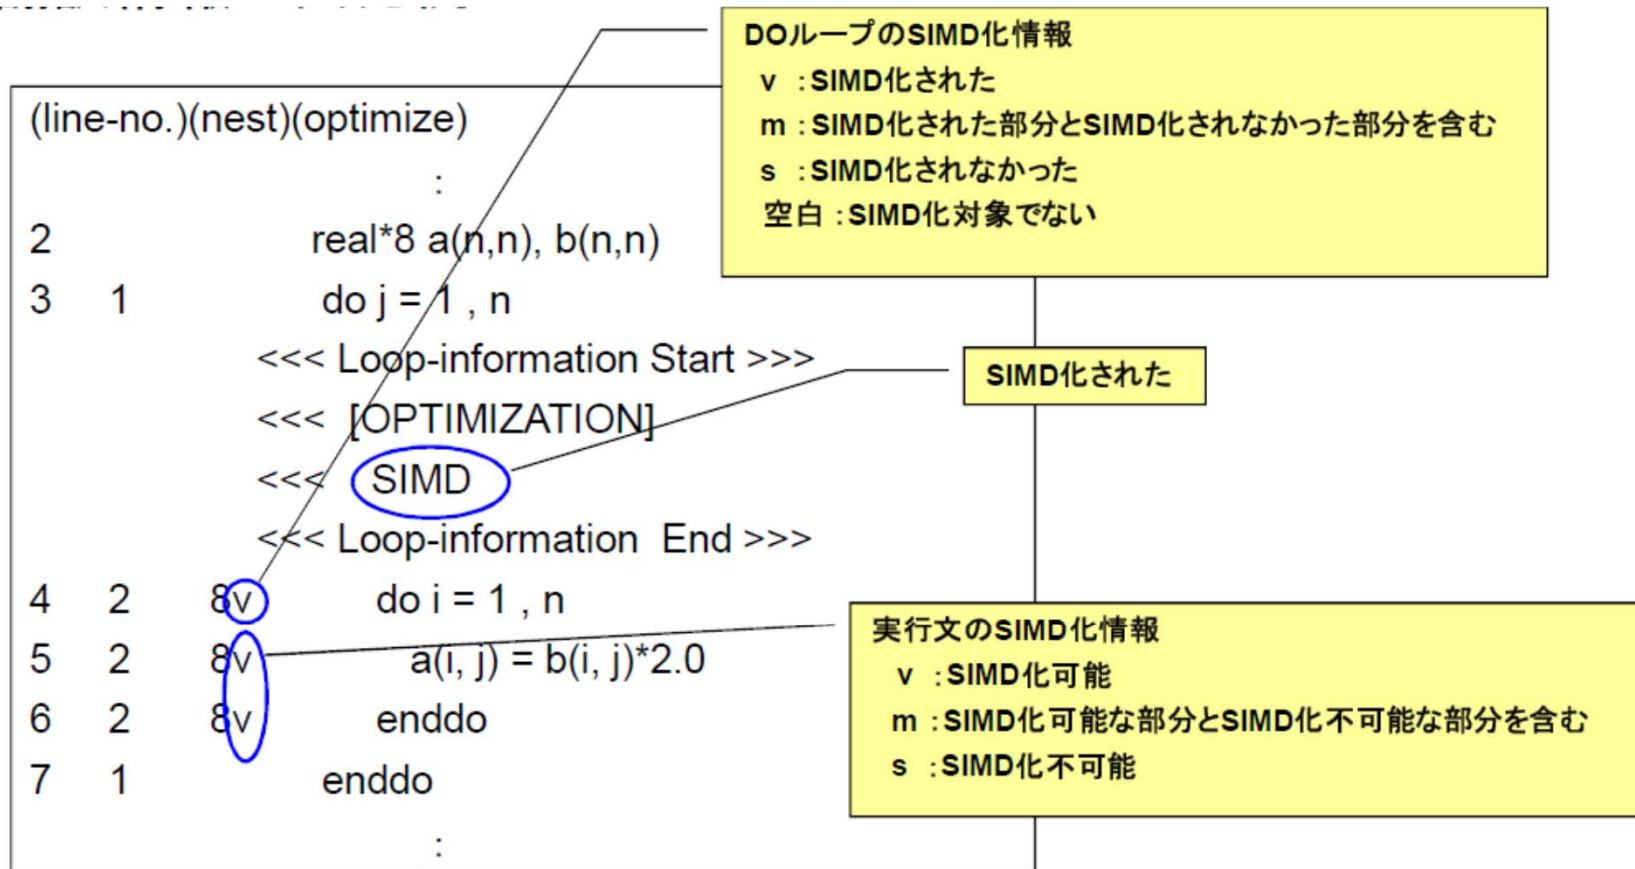 DOループのSIMD化情報
v :SIMD化された
m :SIMD化された部分とSIMD化されなかった部分を含む
s :SIMD化されなかった
空白 :SIMD化対象でない
(line-no.)(nest)(optimize)
:
2 real*8 a(n,n), b(n,n)
3 1 do j = 1 , n
<<< Loop-information Start >>>
<<< [OPTIMIZATION]
SIMD化された
<<< SIMD
<<< Loop-information End >>>
4 2 8v do i = 1 , n
5 2 8v a(i, j) = b(i, j)*2.0
6 2 8v enddo
7 1 enddo
:
実行文のSIMD化情報
v :SIMD化可能
m :SIMD化可能な部分とSIMD化不可能な部分を含む
s :SIMD化不可能